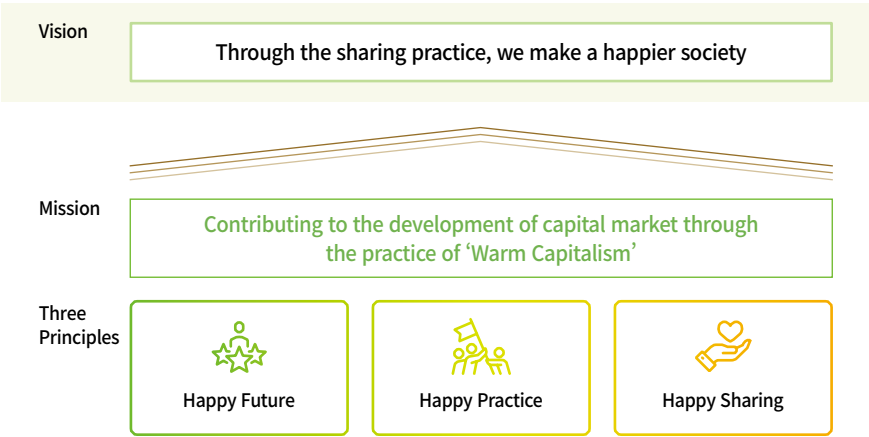 Vision
Through the sharing practice, we make a happier society
Mission
Contributing to the development of capital market through
the practice of ‘Warm Capitalism’
Three
Principles
Happy Future
Happy Practice
Happy Sharing